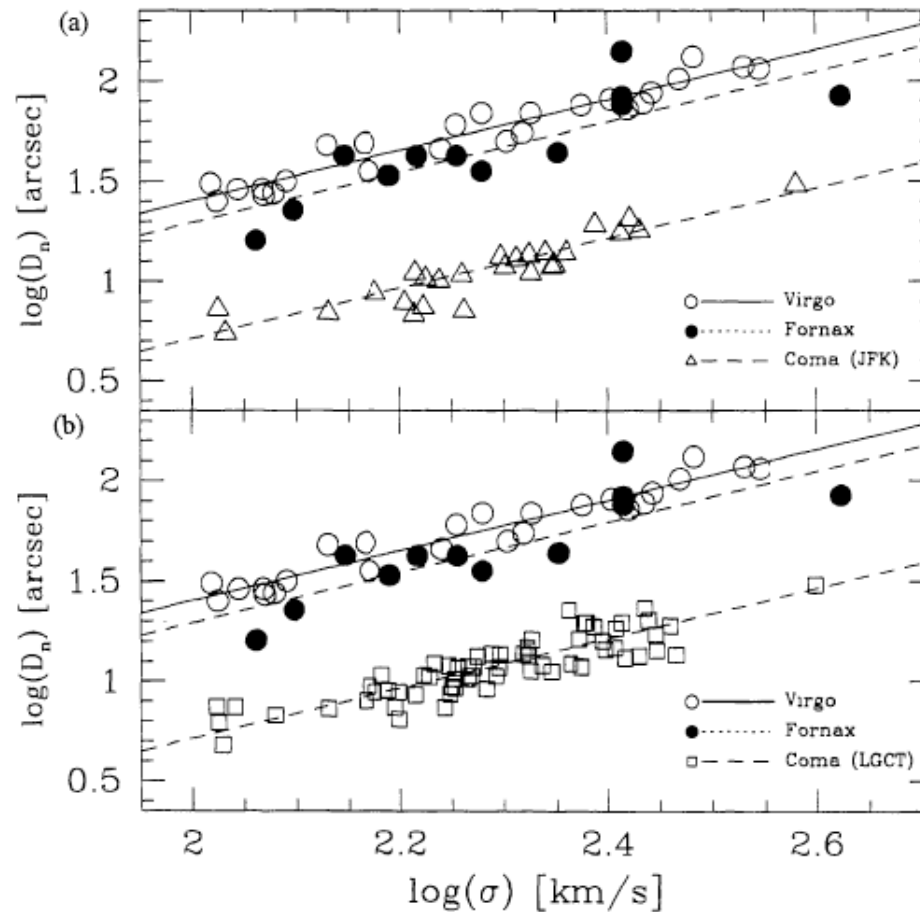 (a)
2
1.5
1
0.5
log(Dₙ) [arcsec]
Virgo
Fornax
Coma (JFK)
(b)
2
1.5
1
0.5
log(Dₙ) [arcsec]
Virgo
Fornax
Coma (LGCT)
2 2.2 2.4 2.6
log(σ) [km/s]